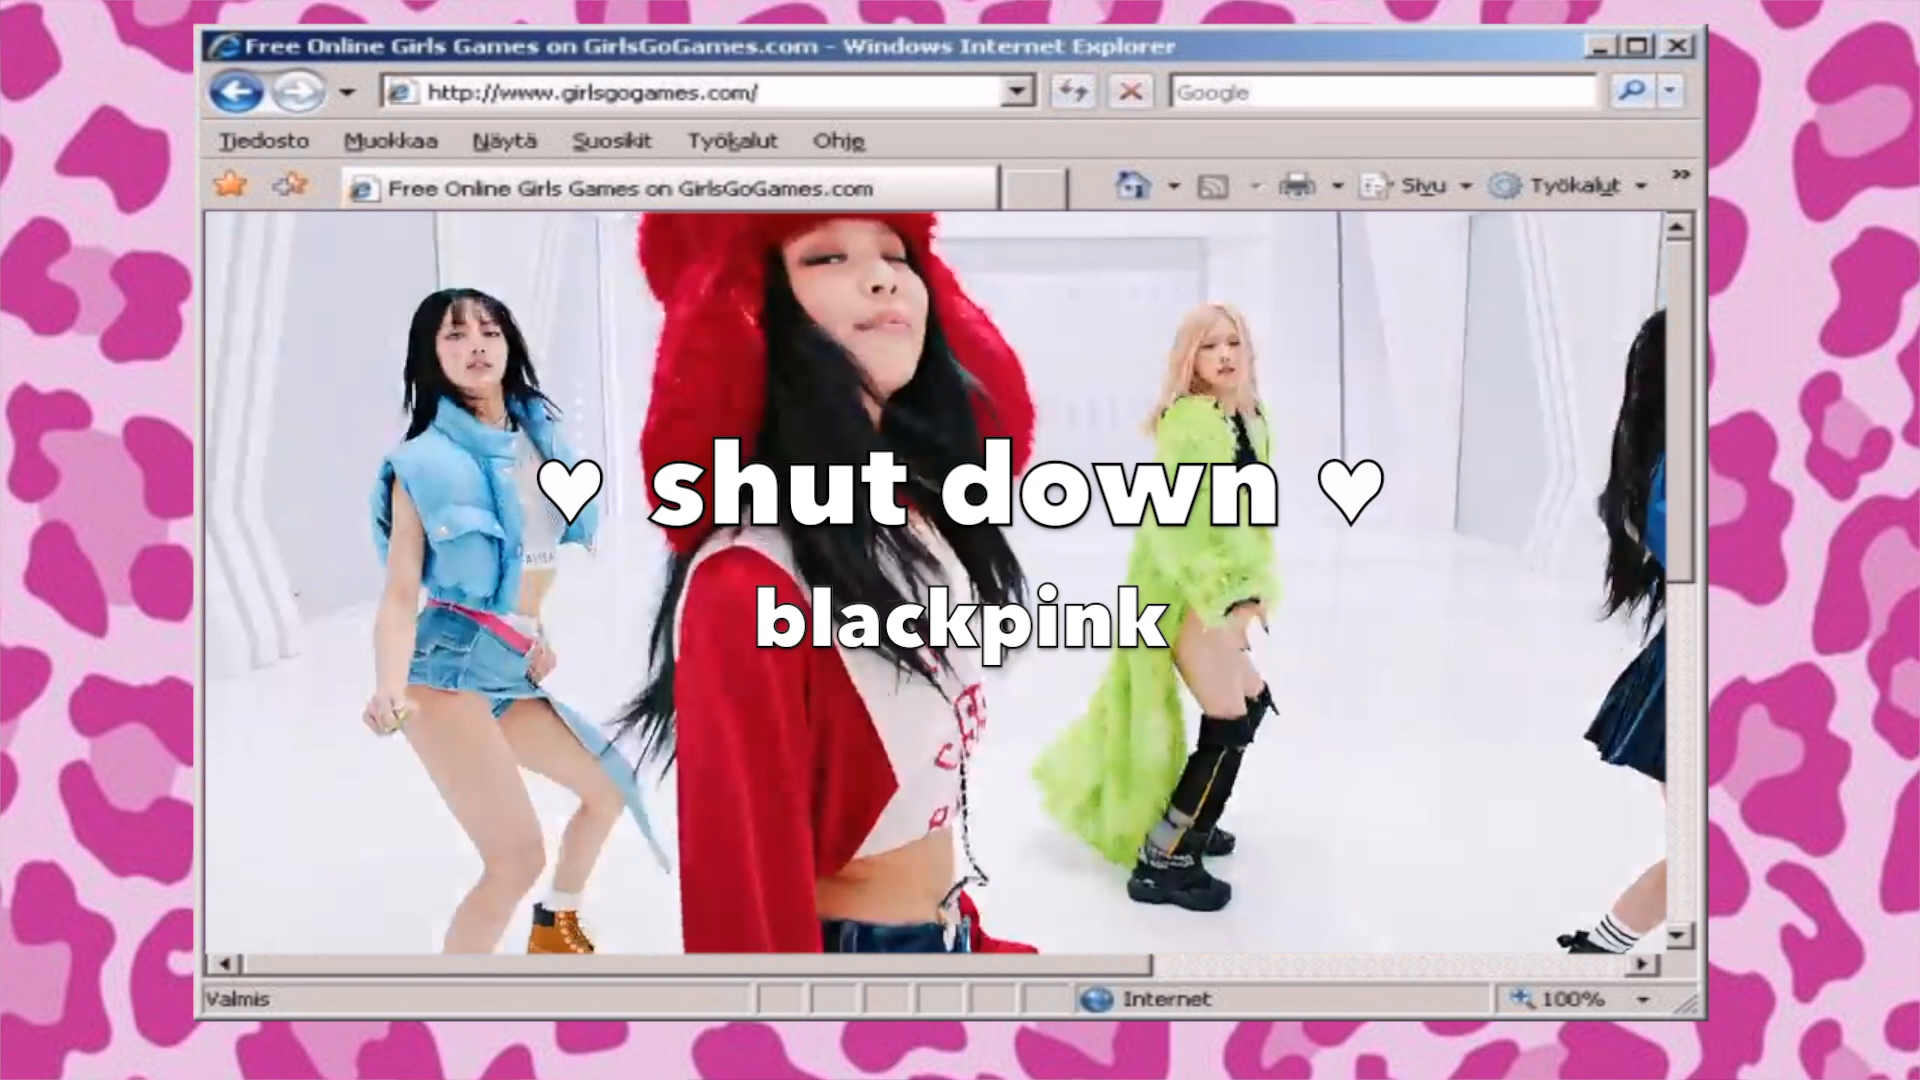 Free Online Girls Games on GirlsGoGames.com - Windows Internet Explorer
http://www.girlsgogames.com/ Google
Tiedosto Muokkaa Näytä Suosikit Työkalut Ohje
Free Online Girls Games on GirlsGoGames.com Sivu Työkalut »
♥ shut down ♥
blackpink
Valmis Internet 100%